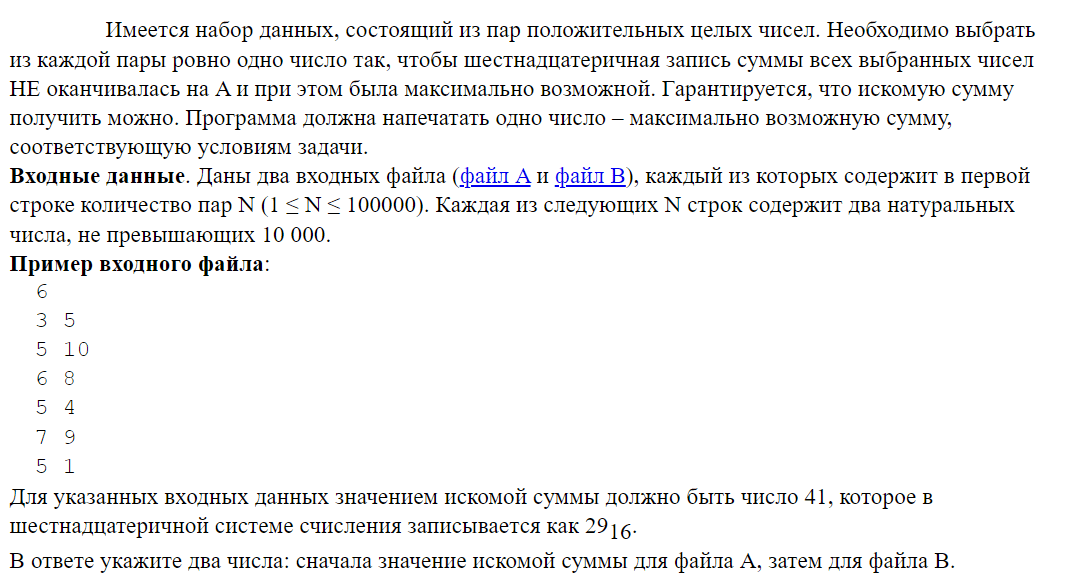 Имеется набор данных, состоящий из пар положительных целых чисел. Необходимо выбрать
из каждой пары ровно одно число так, чтобы шестнадцатеричная запись суммы всех выбранных чисел
НЕ оканчивалась на A и при этом была максимально возможной. Гарантируется, что искомую сумму
получить можно. Программа должна напечатать одно число – максимально возможную сумму,
соответствующую условиям задачи.
Входные данные. Даны два входных файла (файл A и файл B), каждый из которых содержит в первой
строке количество пар N (1 ≤ N ≤ 100000). Каждая из следующих N строк содержит два натуральных
числа, не превышающих 10 000.
Пример входного файла:
6
3 5
5 10
6 8
5 4
7 9
5 1
Для указанных входных данных значением искомой суммы должно быть число 41, которое в
шестнадцатеричной системе счисления записывается как 29₁₆.
В ответе укажите два числа: сначала значение искомой суммы для файла A, затем для файла B.